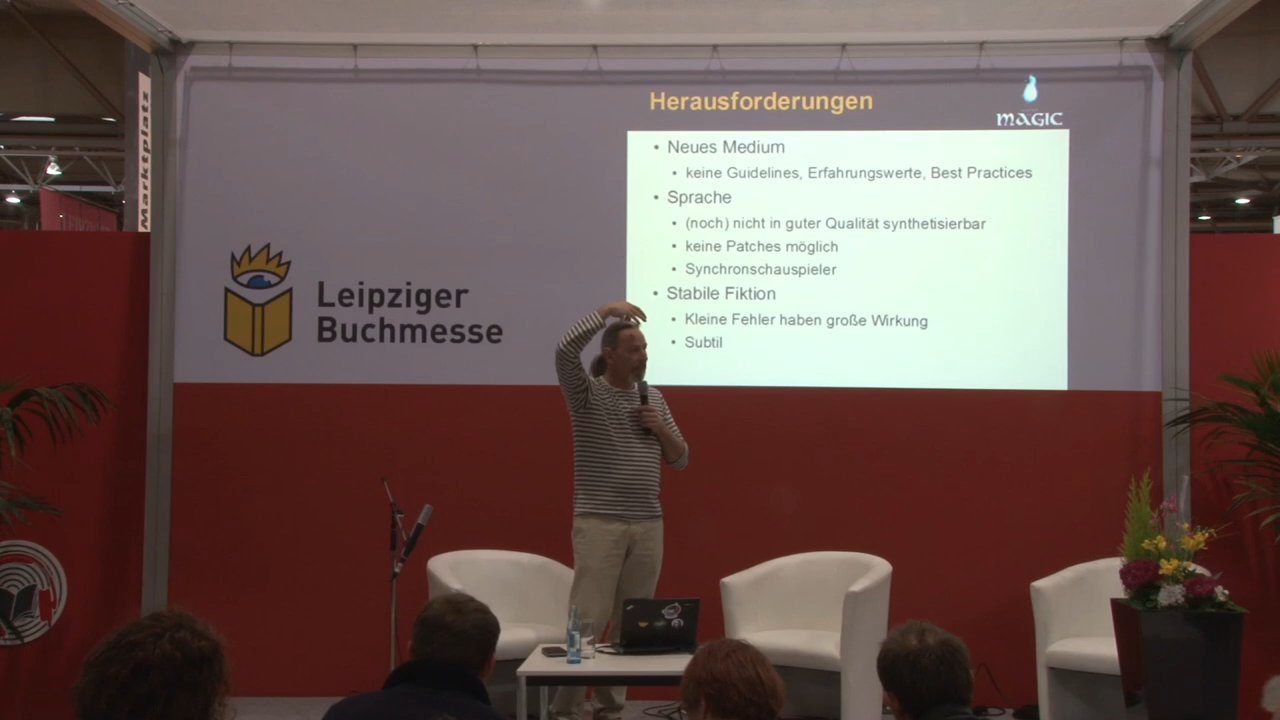 Marktplatz
Herausforderungen
MAGIC
• Neues Medium
• keine Guidelines, Erfahrungswerte, Best Practices
• Sprache
• (noch) nicht in guter Qualität synthetisierbar
• keine Patches möglich
• Synchronschauspieler
• Stabile Fiktion
• Kleine Fehler haben große Wirkung
• Subtil
Leipziger
Buchmesse